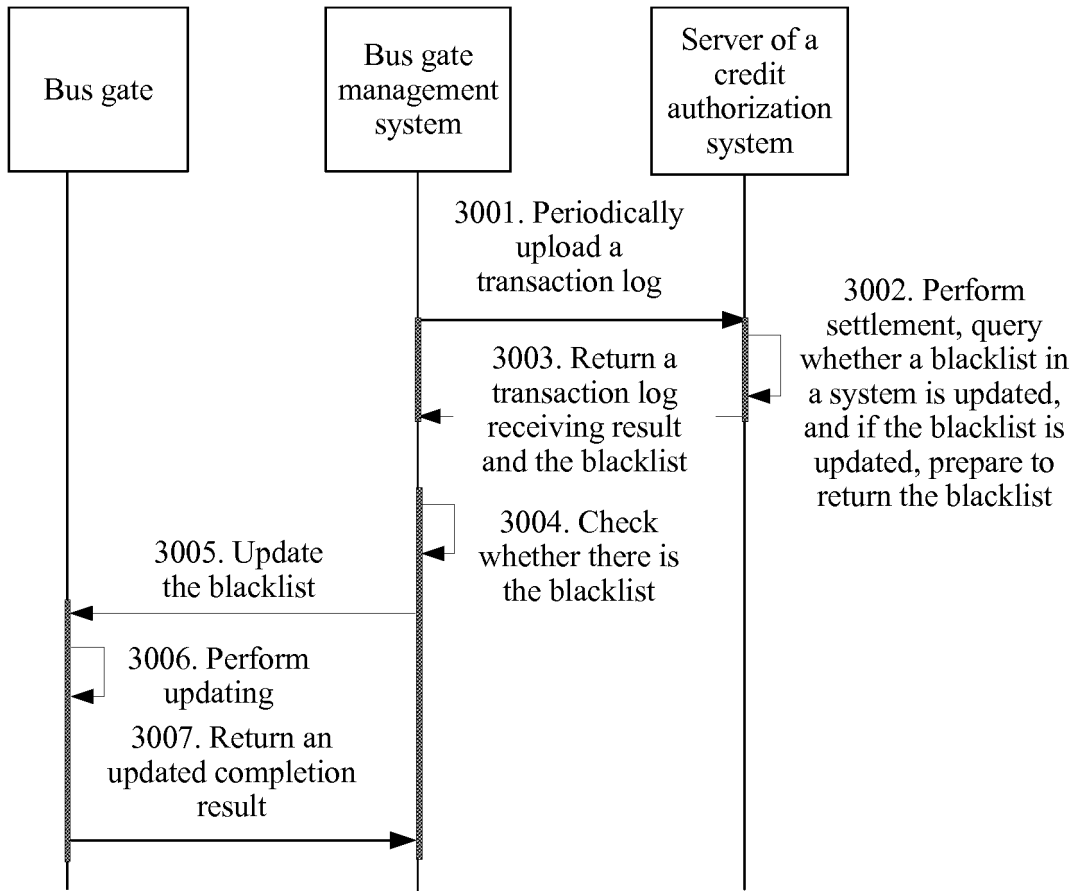 Bus gate
Bus gate
management
system
Server of a
credit
authorization
system
3001. Periodically
upload a
transaction log
3002. Perform
settlement, query
whether a blacklist in
a system is updated,
and if the blacklist is
updated, prepare to
return the blacklist
3003. Return a
transaction log
receiving result
and the blacklist
3004. Check
whether there is
the blacklist
3005. Update
the blacklist
3006. Perform
updating
3007. Return an
updated completion
result